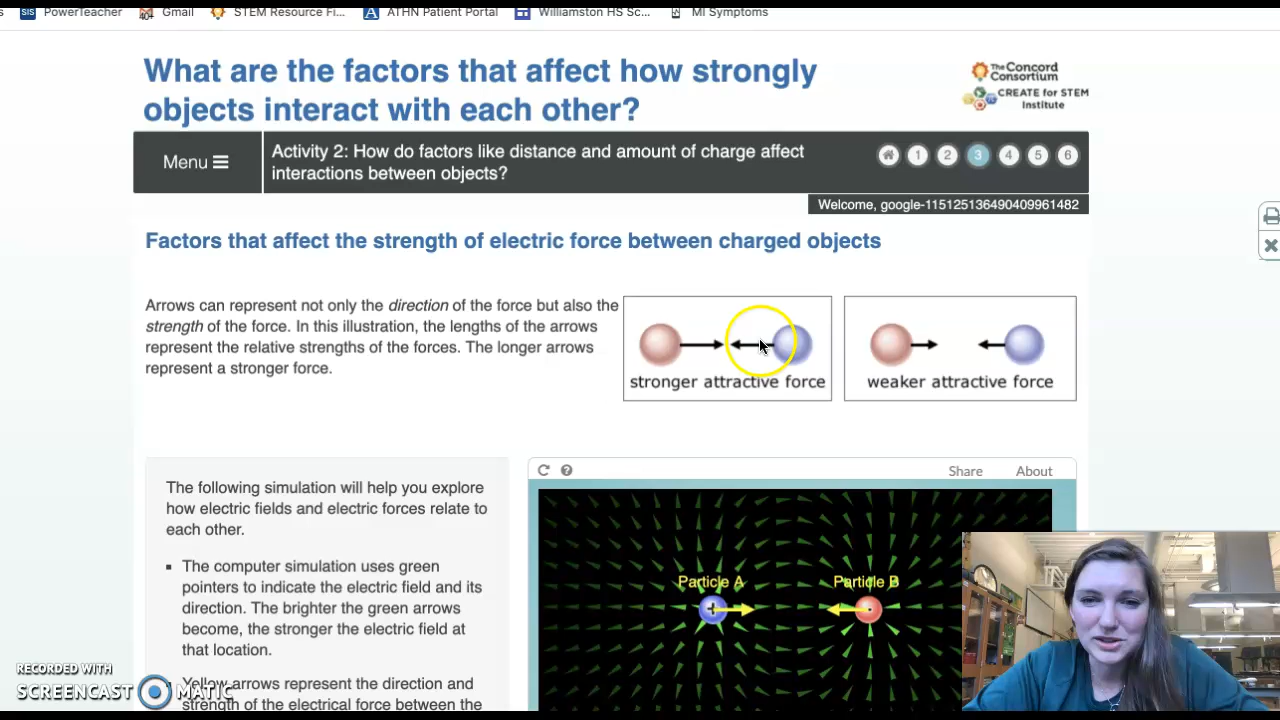 PowerTeacher
Gmail
STEM Resource Fi...
ATHN Patient Portal
Williamston HS Sc...
MI Symptoms
What are the factors that affect how strongly
objects interact with each other?
The Concord
Consortium
CREATE for STEM
Institute
Menu
Activity 2: How do factors like distance and amount of charge affect
interactions between objects?
1 2 3 4 5 6
Welcome, google-115125136490409961482
Factors that affect the strength of electric force between charged objects
Arrows can represent not only the direction of the force but also the
strength of the force. In this illustration, the lengths of the arrows
represent the relative strengths of the forces. The longer arrows
represent a stronger force.
stronger attractive force
weaker attractive force
The following simulation will help you explore
how electric fields and electric forces relate to
each other.
The computer simulation uses green
pointers to indicate the electric field and its
direction. The brighter the green arrows
become, the stronger the electric field at
that location.
Yellow arrows represent the direction and
strength of the electrical force between the
Share
About
Particle A
Particle B
RECORDED WITH
SCREENCAST MATIC